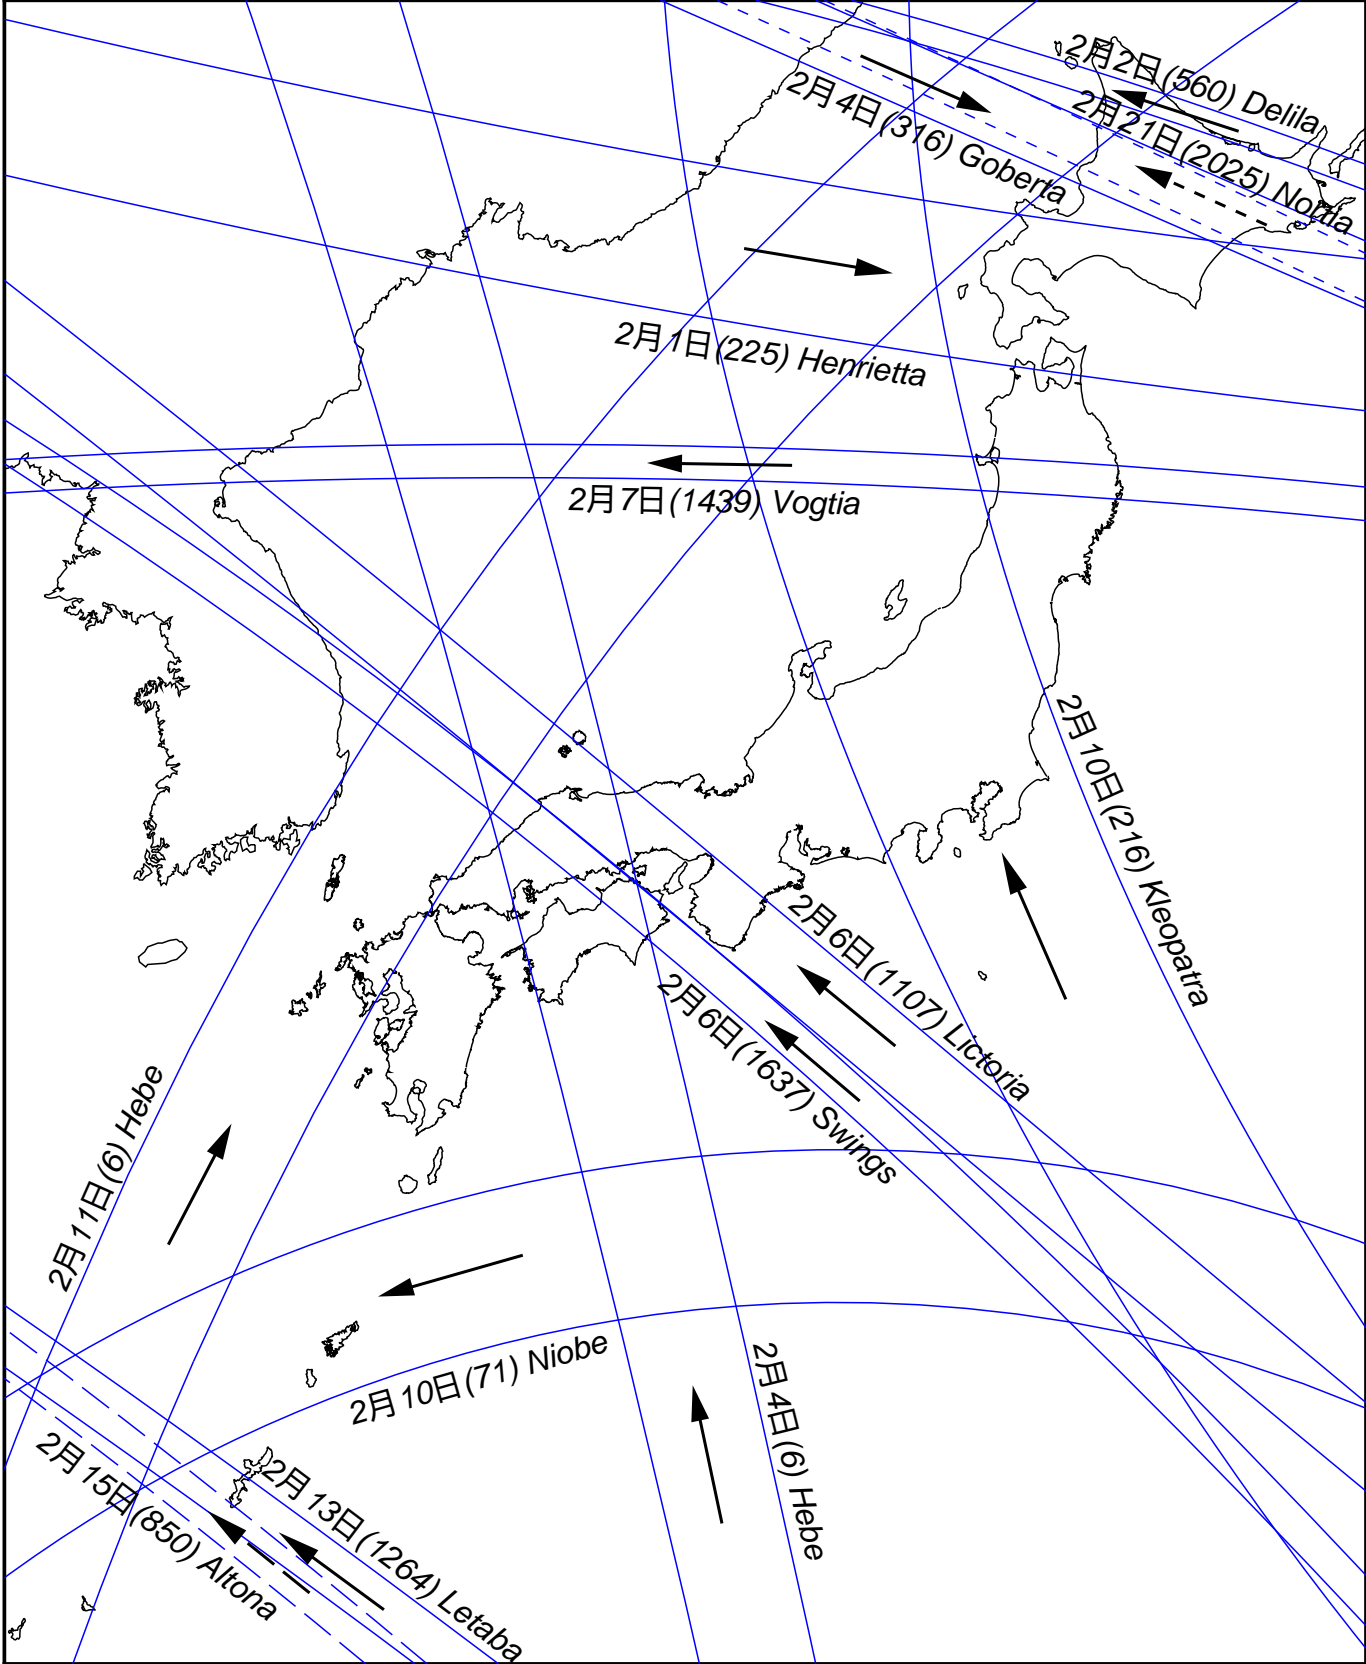 2月2日(560) Delila
2月21日(2025) Nortia
2月4日(316) Goberta
2月1日(225) Henrietta
2月7日(1439) Vogtia
2月10日(216) Kleopatra
2月6日(1107) Lictoria
2月6日(1637) Swings
2月11日(6) Hebe
2月10日(71) Niobe
2月4日(6) Hebe
2月13日(1264) Letaba
2月15日(850) Altona